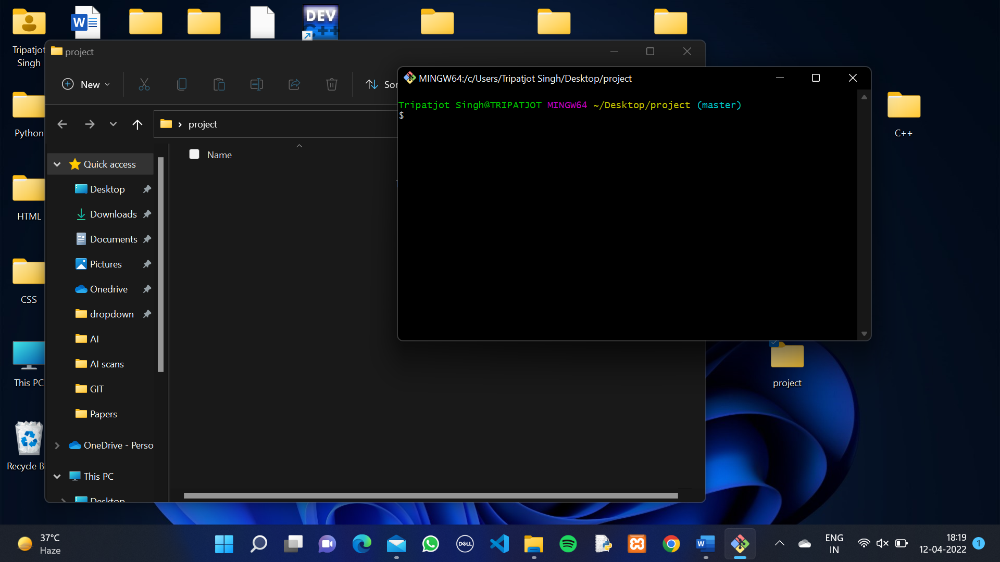 W
DEV
C++
Tripatjot
Singh
Python
HTML
CSS
This PC
Recycle Bi
project
New
Sor
project
Name
Quick access
Desktop
Downloads
Documents
Pictures
Onedrive
dropdown
AI
AI scans
GIT
Papers
OneDrive - Perso
This PC
Desktop
MINGW64:/c/Users/Tripatjot Singh/Desktop/project
Tripatjot Singh@TRIPATJOT MINGW64 ~/Desktop/project (master)
$
C++
project
37°C
Haze
DELL
W
ENG
IN
18:19
12-04-2022
1